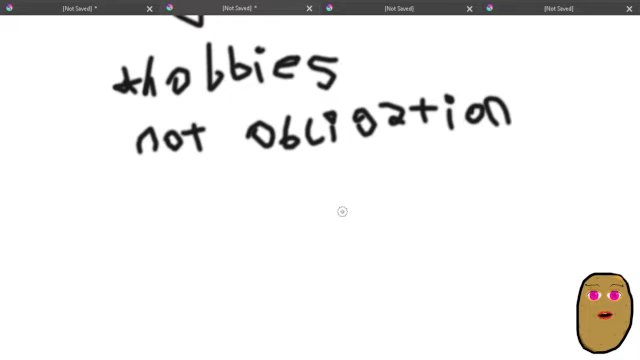 [Not Saved] * [Not Saved] * [Not Saved] [Not Saved]
*hobbies
not obligation